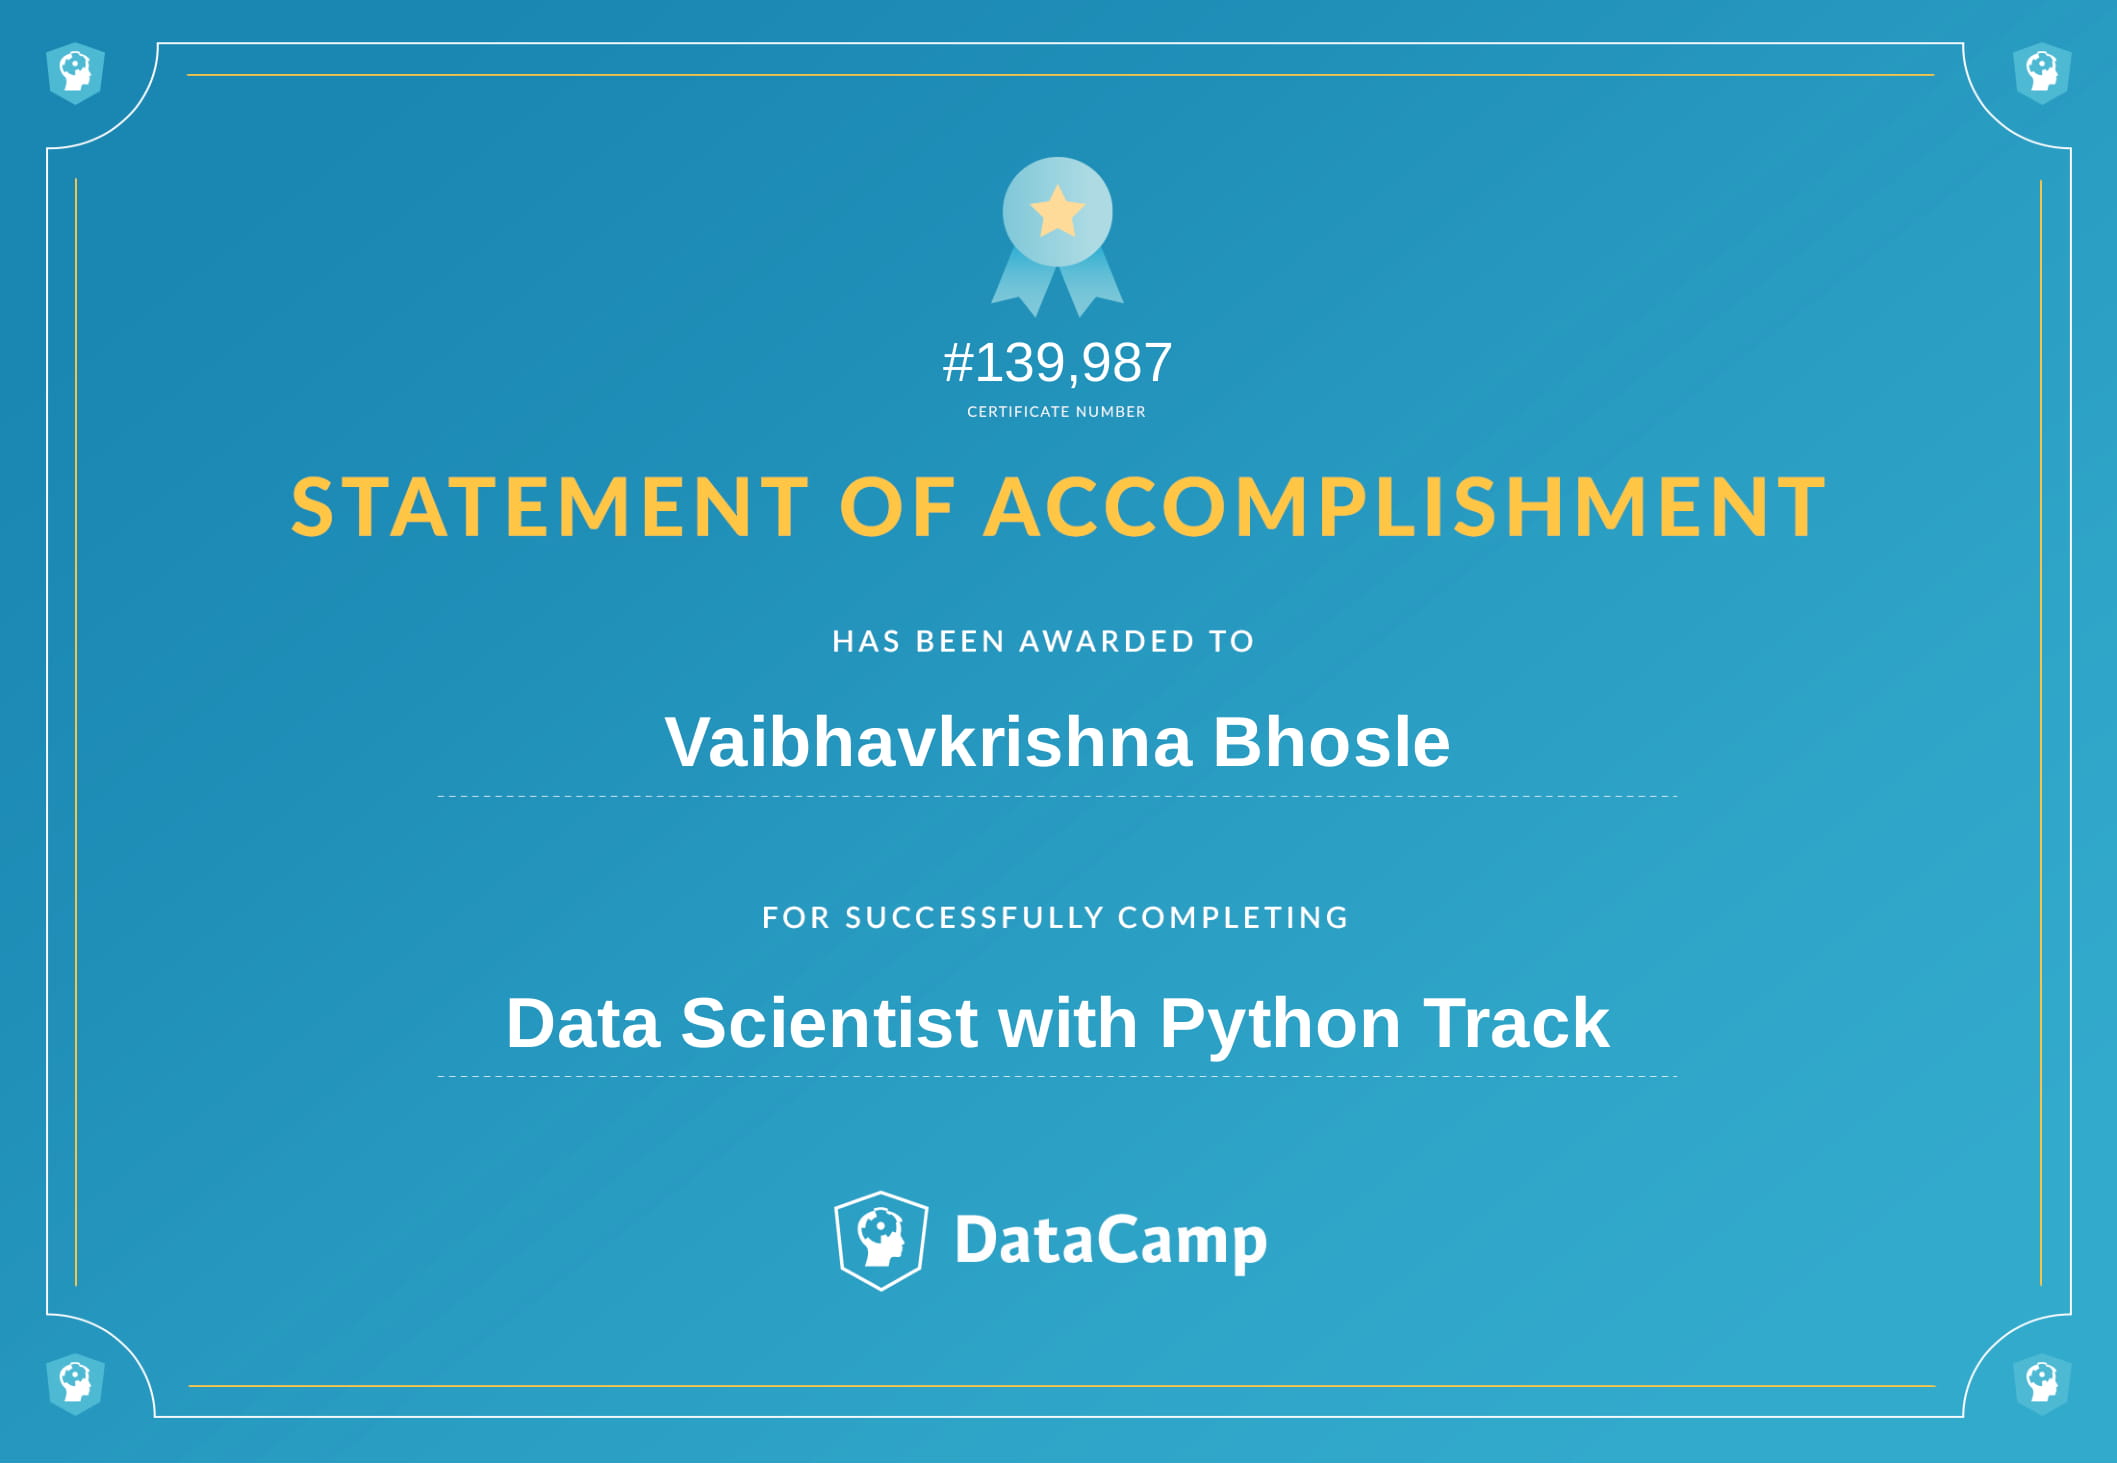 #139,987
CERTIFICATE NUMBER
STATEMENT OF ACCOMPLISHMENT
HAS BEEN AWARDED TO
Vaibhavkrishna Bhosle
FOR SUCCESSFULLY COMPLETING
Data Scientist with Python Track
DataCamp